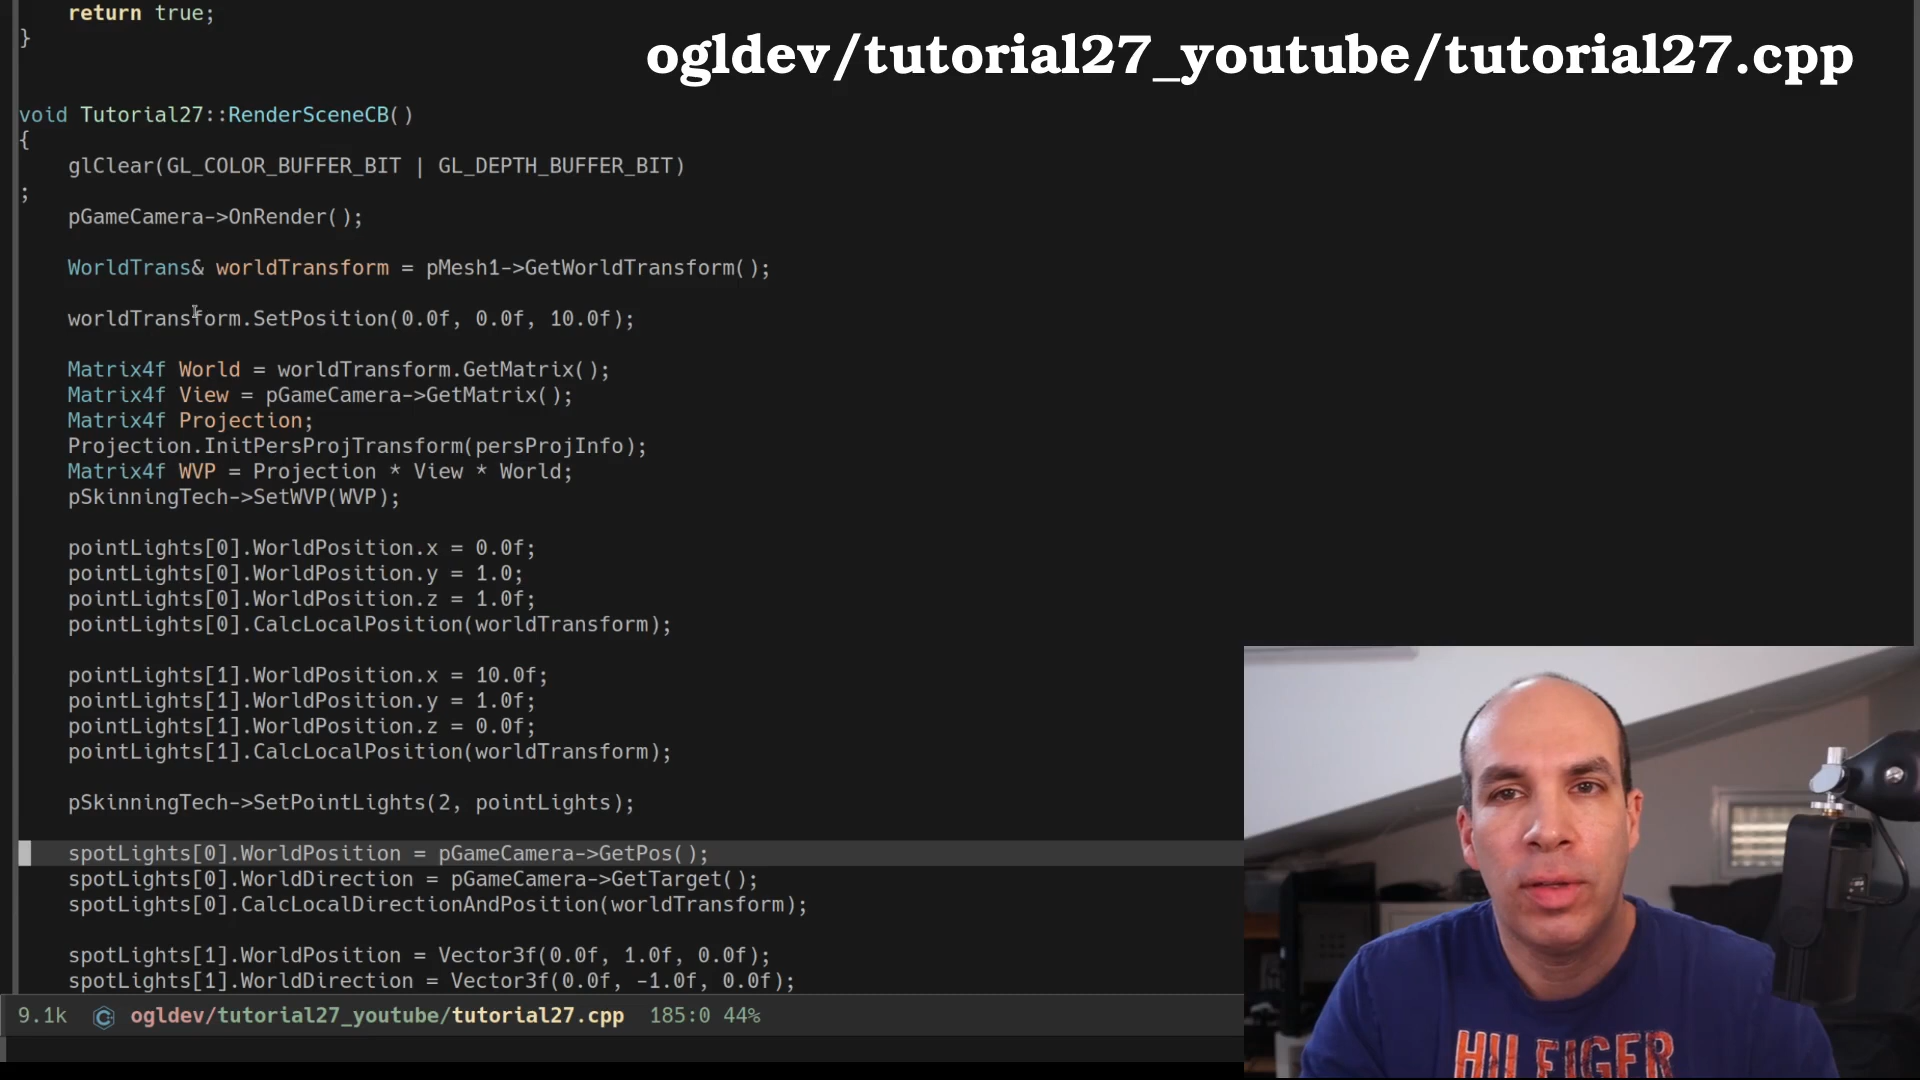 return true;
}
ogldev/tutorial27_youtube/tutorial27.cpp
void Tutorial27::RenderSceneCB()
{
glClear(GL_COLOR_BUFFER_BIT | GL_DEPTH_BUFFER_BIT)
;
pGameCamera->OnRender();
WorldTrans& worldTransform = pMesh1->GetWorldTransform();
worldTransform.SetPosition(0.0f, 0.0f, 10.0f);
Matrix4f World = worldTransform.GetMatrix();
Matrix4f View = pGameCamera->GetMatrix();
Matrix4f Projection;
Projection.InitPersProjTransform(persProjInfo);
Matrix4f WVP = Projection * View * World;
pSkinningTech->SetWVP(WVP);
pointLights[0].WorldPosition.x = 0.0f;
pointLights[0].WorldPosition.y = 1.0;
pointLights[0].WorldPosition.z = 1.0f;
pointLights[0].CalcLocalPosition(worldTransform);
pointLights[1].WorldPosition.x = 10.0f;
pointLights[1].WorldPosition.y = 1.0f;
pointLights[1].WorldPosition.z = 0.0f;
pointLights[1].CalcLocalPosition(worldTransform);
pSkinningTech->SetPointLights(2, pointLights);
spotLights[0].WorldPosition = pGameCamera->GetPos();
spotLights[0].WorldDirection = pGameCamera->GetTarget();
spotLights[0].CalcLocalDirectionAndPosition(worldTransform);
spotLights[1].WorldPosition = Vector3f(0.0f, 1.0f, 0.0f);
spotLights[1].WorldDirection = Vector3f(0.0f, -1.0f, 0.0f);
9.1k ogldev/tutorial27_youtube/tutorial27.cpp 185:0 44%
HILFIGER